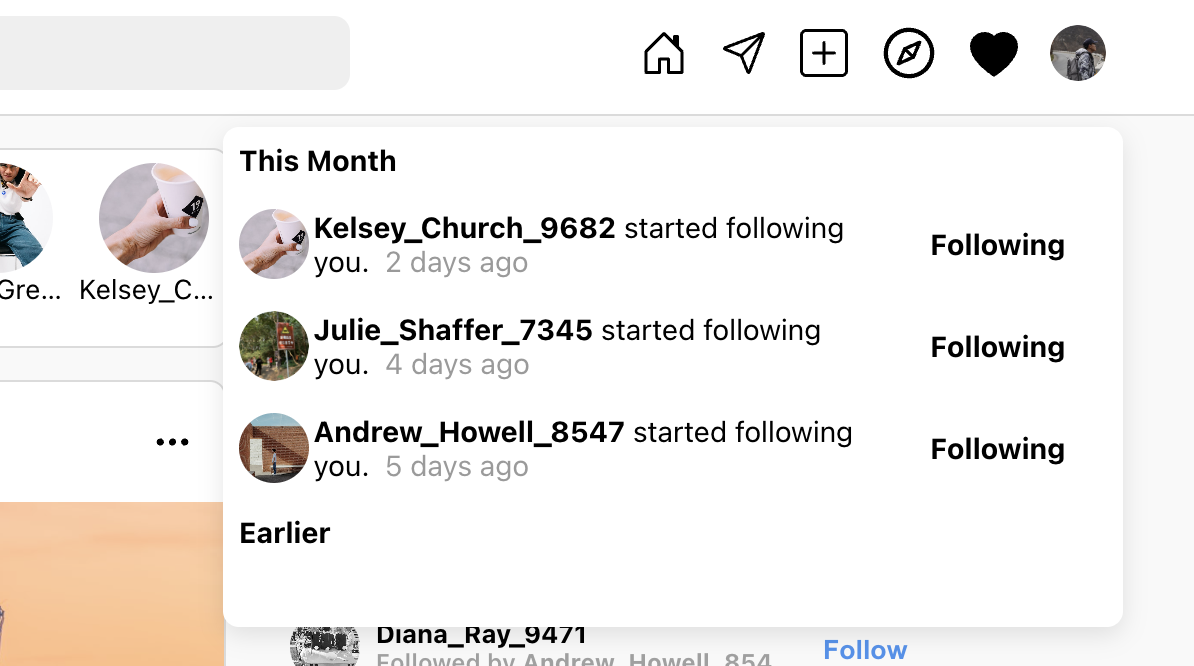 This Month
Kelsey_Church_9682 started following
you. 2 days ago
Following
Gre... Kelsey_C...
Julie_Shaffer_7345 started following
you. 4 days ago
Following
Andrew_Howell_8547 started following
you. 5 days ago
Following
Earlier
Diana_Ray_9471
Followed by Andrew_Howell_854
Follow